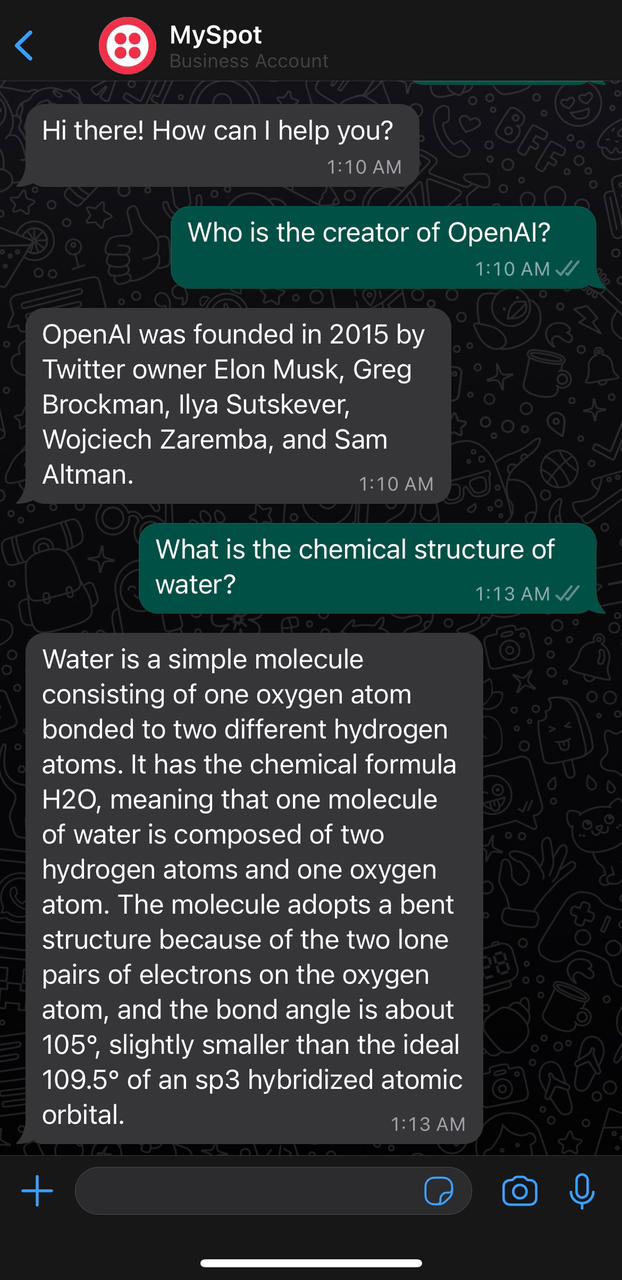 MySpot
Business Account
Hi there! How can I help you?
1:10 AM
Who is the creator of OpenAI?
1:10 AM
OpenAI was founded in 2015 by
Twitter owner Elon Musk, Greg
Brockman, Ilya Sutskever,
Wojciech Zaremba, and Sam
Altman.
1:10 AM
What is the chemical structure of
water?
1:13 AM
Water is a simple molecule
consisting of one oxygen atom
bonded to two different hydrogen
atoms. It has the chemical formula
H2O, meaning that one molecule
of water is composed of two
hydrogen atoms and one oxygen
atom. The molecule adopts a bent
structure because of the two lone
pairs of electrons on the oxygen
atom, and the bond angle is about
105º, slightly smaller than the ideal
109.5° of an sp3 hybridized atomic
orbital.
1:13 AM
BFF